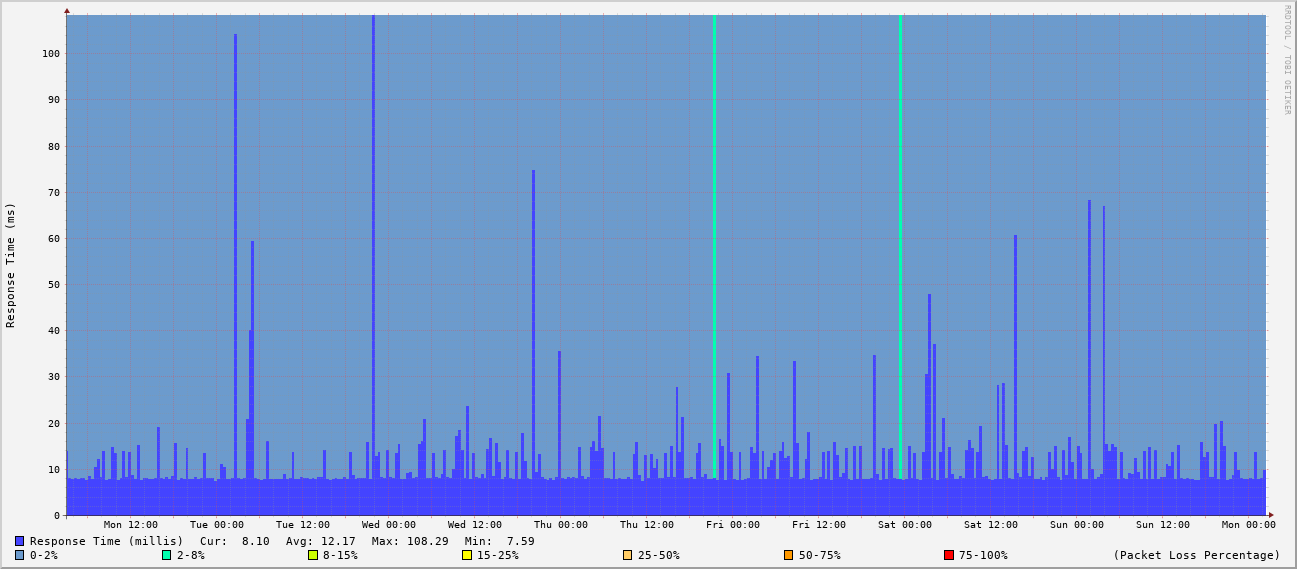 RRDTOOL / TOBI OETIKER
Response Time (ms)
100
90
80
70
60
50
40
30
20
10
0
Mon 12:00 Tue 00:00 Tue 12:00 Wed 00:00 Wed 12:00 Thu 00:00 Thu 12:00 Fri 00:00 Fri 12:00 Sat 00:00 Sat 12:00 Sun 00:00 Sun 12:00 Mon 00:00
Response Time (millis) Cur: 8.10 Avg: 12.17 Max: 108.29 Min: 7.59
0-2% 2-8% 8-15% 15-25% 25-50% 50-75% 75-100% (Packet Loss Percentage)